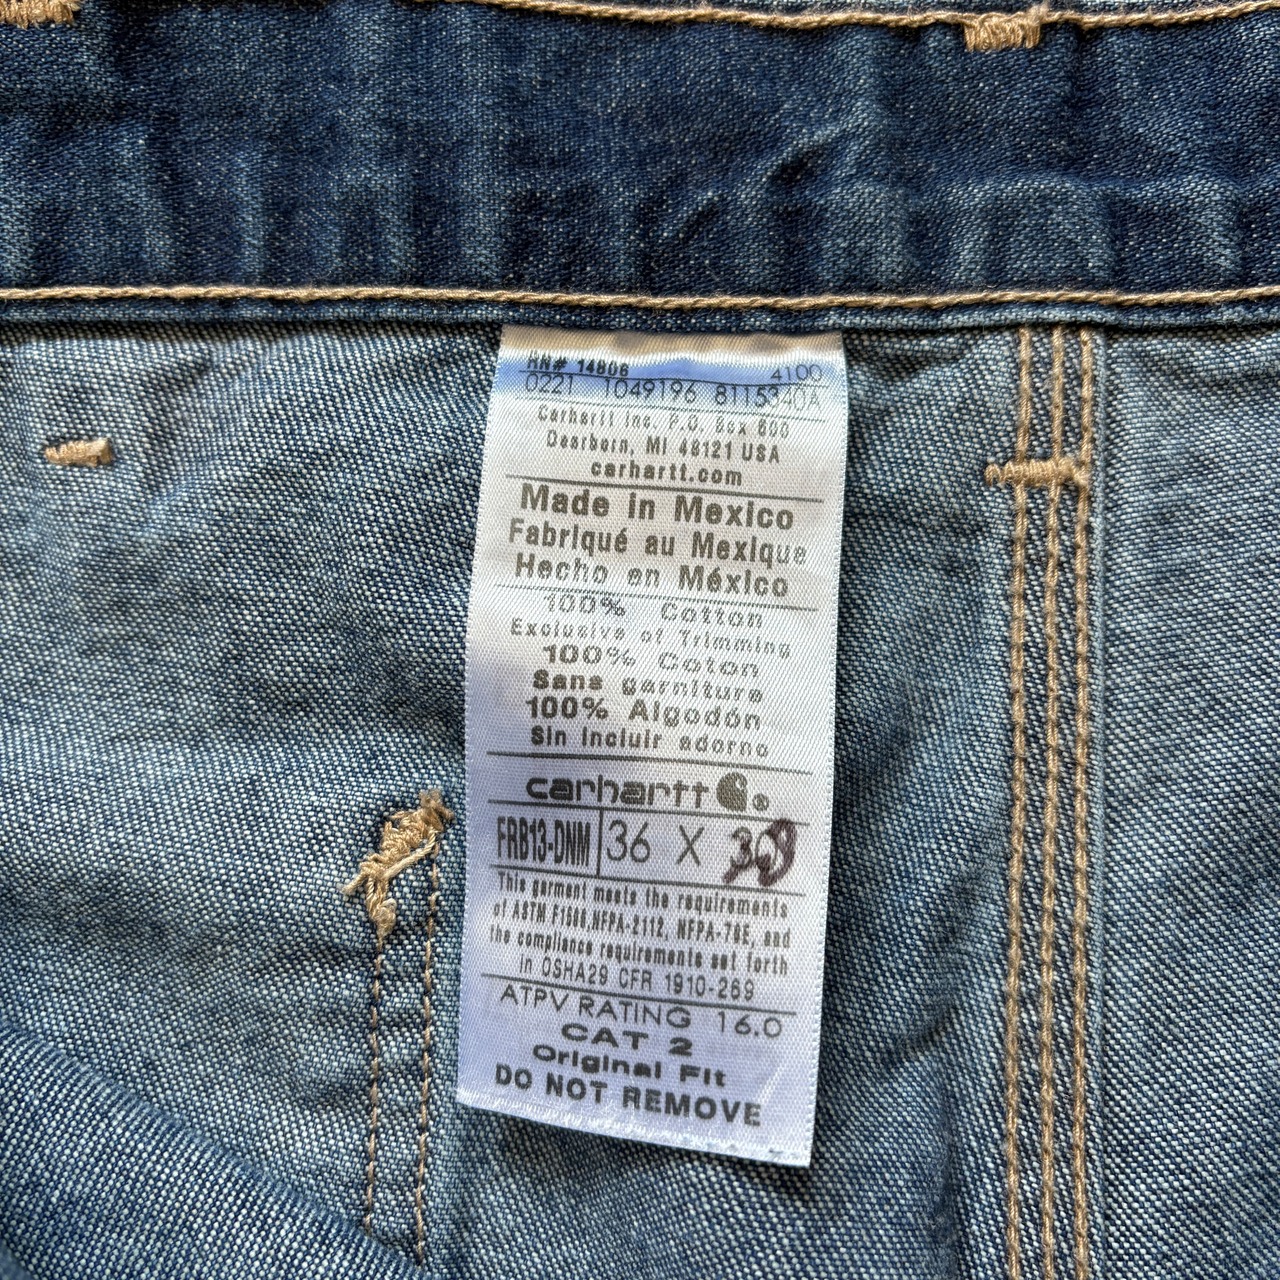 RN# 14806 4100
0221 1049196 8115340A
Carhartt Inc. P.O. Box 600
Dearborn, MI 48121 USA
carhartt.com
Made in Mexico
Fabriqué au Mexique
Hecho en México
100% Cotton
Exclusive of Trimming
100% Coton
Sans garniture
100% Algodón
Sin incluir adorno
carhartt ®
FRB13-DNM 36 X
This garment meets the requirements
of ASTM F1506, NFPA-2112, NFPA-70E, and
the compliance requirements set forth
in OSHA29 CFR 1910-269
ATPV RATING 16.0
CAT 2
Original Fit
DO NOT REMOVE